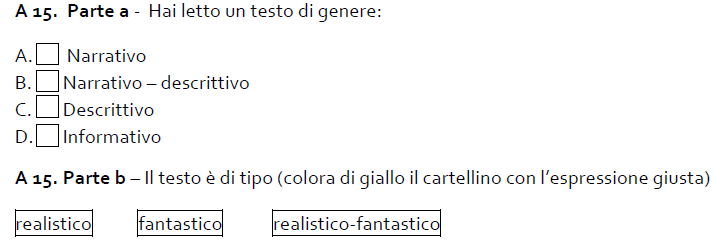 A 15. Parte a - Hai letto un testo di genere:
A. Narrativo
B. Narrativo – descrittivo
C. Descrittivo
D. Informativo
A 15. Parte b – Il testo è di tipo (colora di giallo il cartellino con l'espressione giusta)
realistico fantastico realistico-fantastico